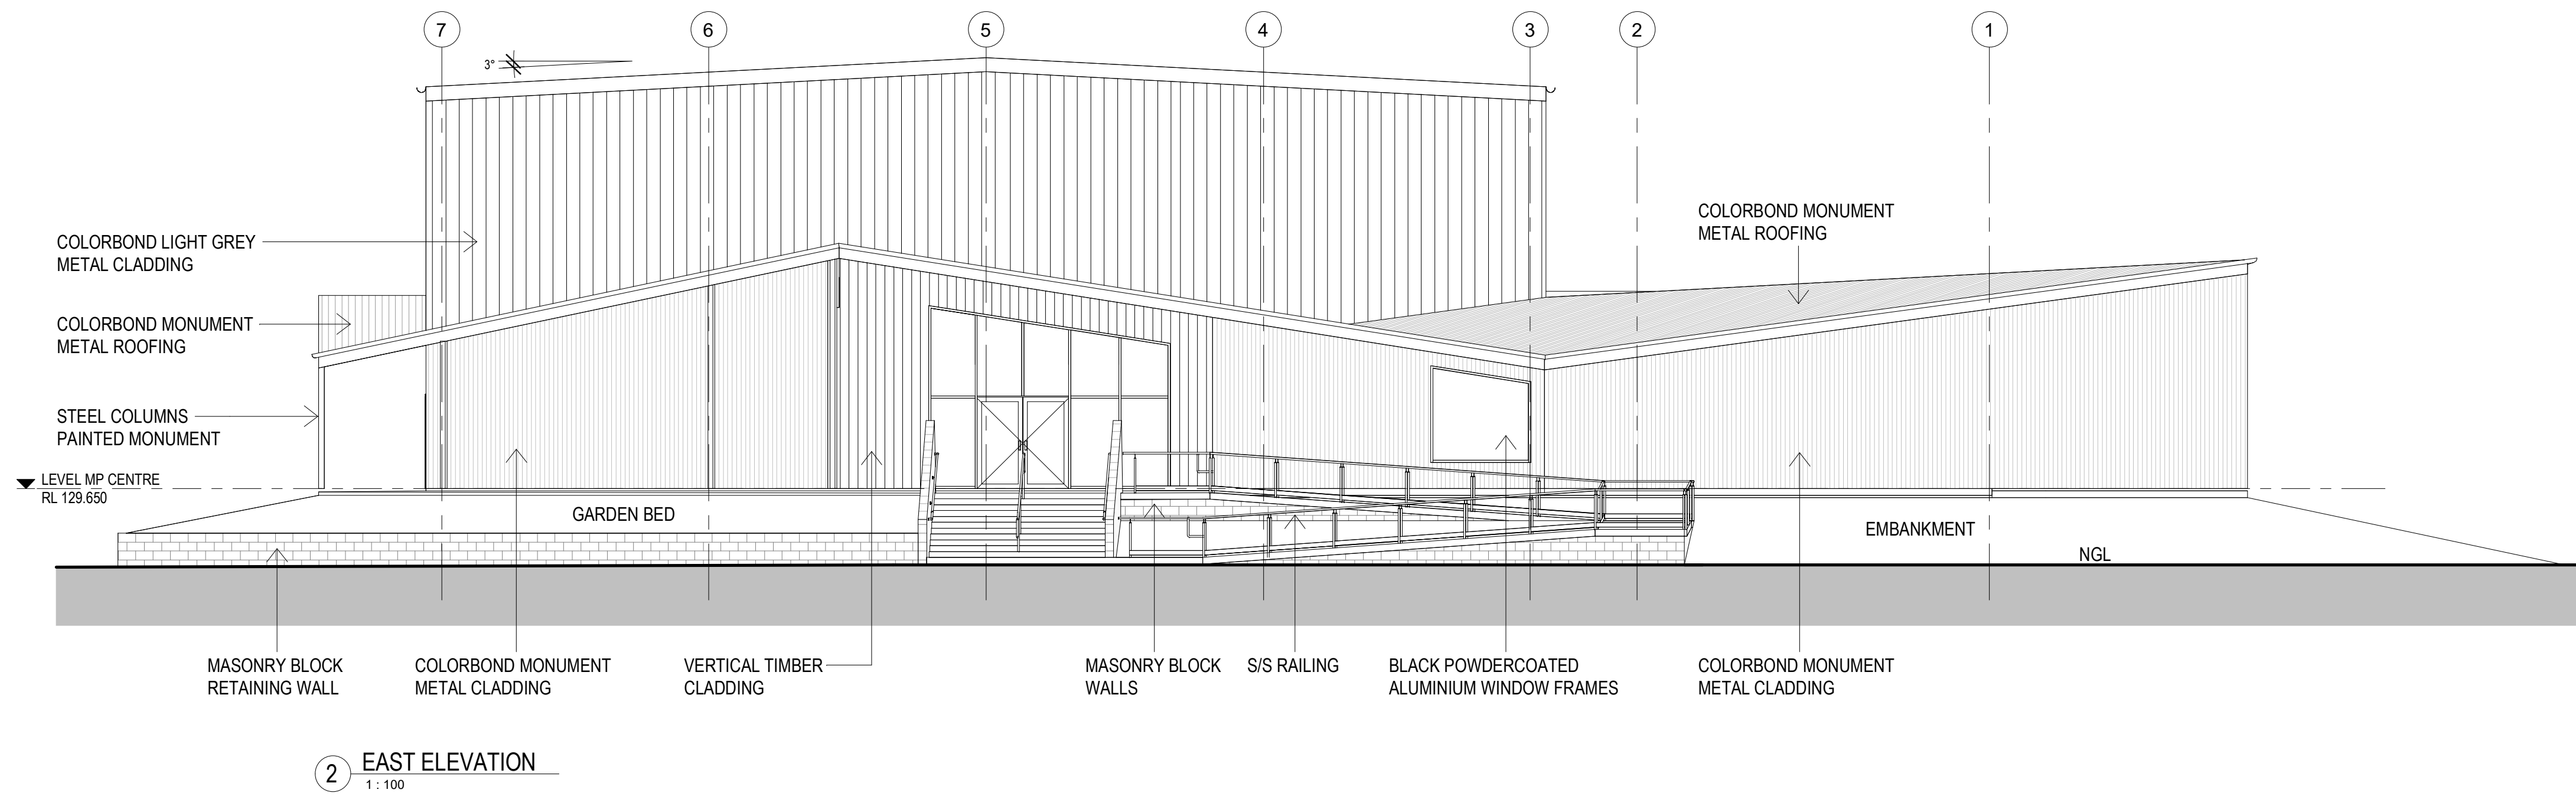 7 6 5 4 3 2 1
3°
COLORBOND LIGHT GREY
METAL CLADDING
COLORBOND MONUMENT
METAL ROOFING
STEEL COLUMNS
PAINTED MONUMENT
LEVEL MP CENTRE
RL 129.650
COLORBOND MONUMENT
METAL ROOFING
GARDEN BED
EMBANKMENT
NGL
MASONRY BLOCK
RETAINING WALL
COLORBOND MONUMENT
METAL CLADDING
VERTICAL TIMBER
CLADDING
MASONRY BLOCK
WALLS
S/S RAILING
BLACK POWDERCOATED
ALUMINIUM WINDOW FRAMES
COLORBOND MONUMENT
METAL CLADDING
2 EAST ELEVATION
1 : 100